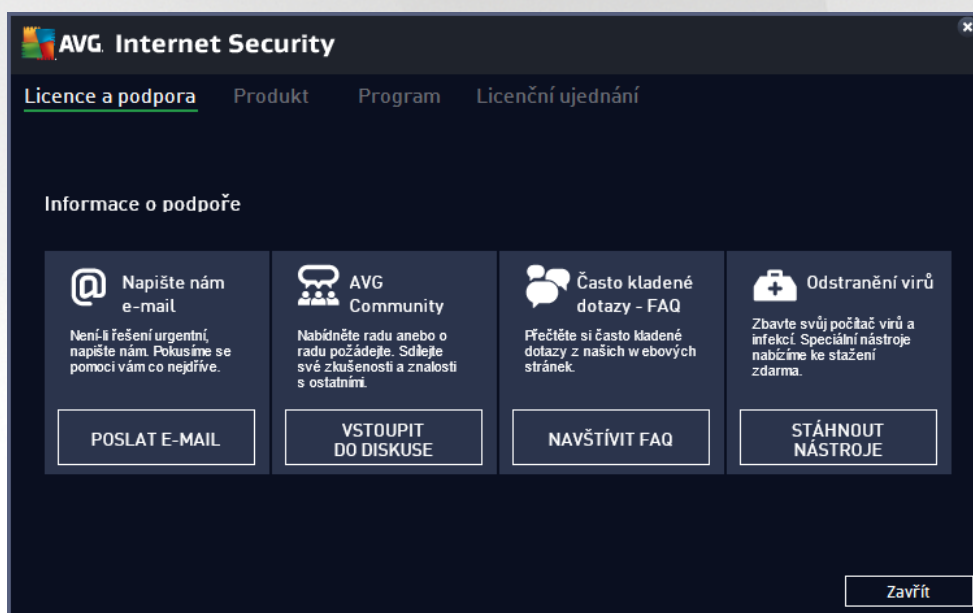 AVG. Internet Security
Licence a podpora Produkt Program Licenční ujednání
Informace o podpoře
Napište nám
e-mail
Není-li řešení urgentní,
napište nám. Pokusíme se
pomoci vám co nejdříve.
POSLAT E-MAIL
AVG
Community
Nabídněte radu anebo o
radu požádejte. Sdílejte
své zkušenosti a znalosti
s ostatními.
VSTOUPIT
DO DISKUSE
Často kladené
dotazy - FAQ
Přečtěte si často kladené
dotazy z našich webových
stránek.
NAVŠTÍVIT FAQ
Odstranění virů
Zbavte svůj počítač virů a
infekcí. Speciální nástroje
nabízíme ke stažení
zdarma.
STÁHNOUT
NÁSTROJE
Zavřít